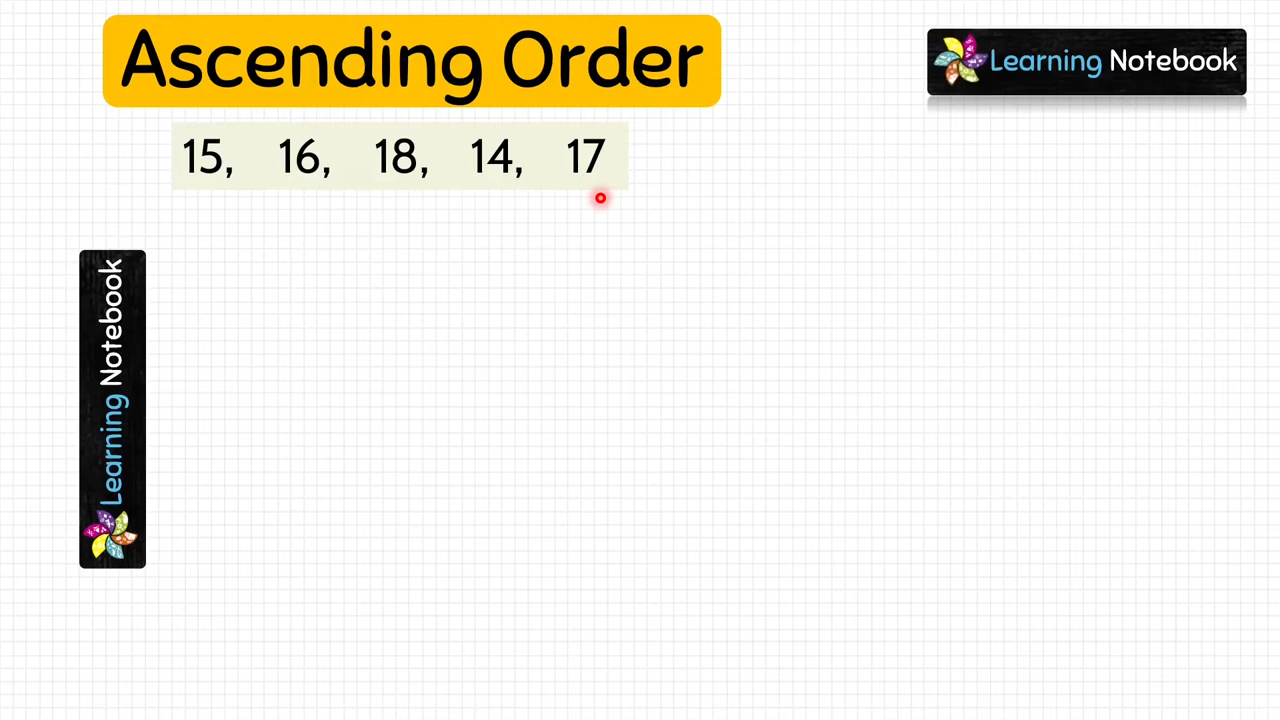 Ascending Order
Learning Notebook
15, 16, 18, 14, 17
Learning Notebook